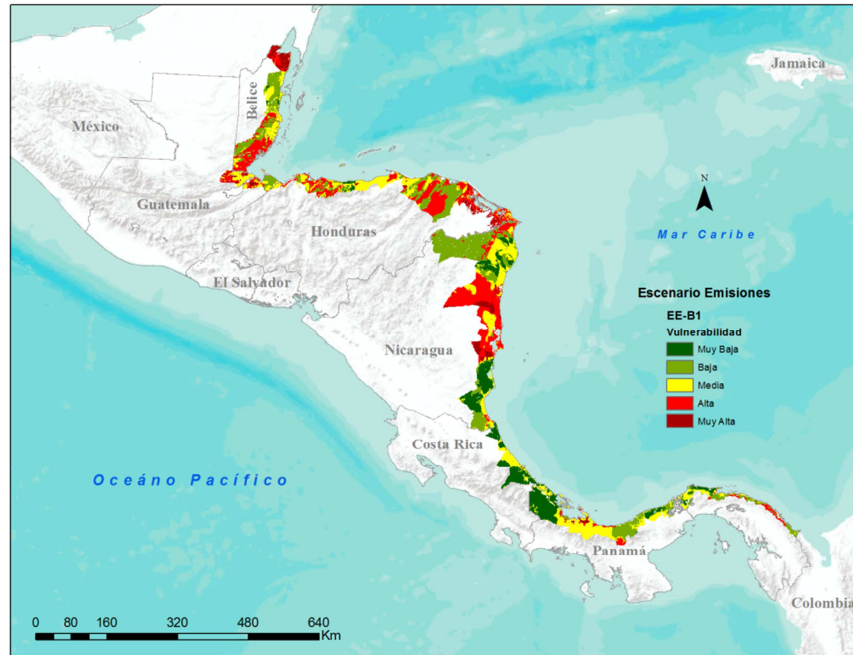 Jamaica
México
Belice
Guatemala
N
Honduras
Mar Caribe
El Salvador
Escenario Emisiones
EE-B1
Vulnerabilidad
Muy Baja
Baja
Media
Alta
Muy Alta
Nicaragua
Costa Rica
Oceáno Pacífico
Panamá
Colombia
0 80 160 320 480 640
Km